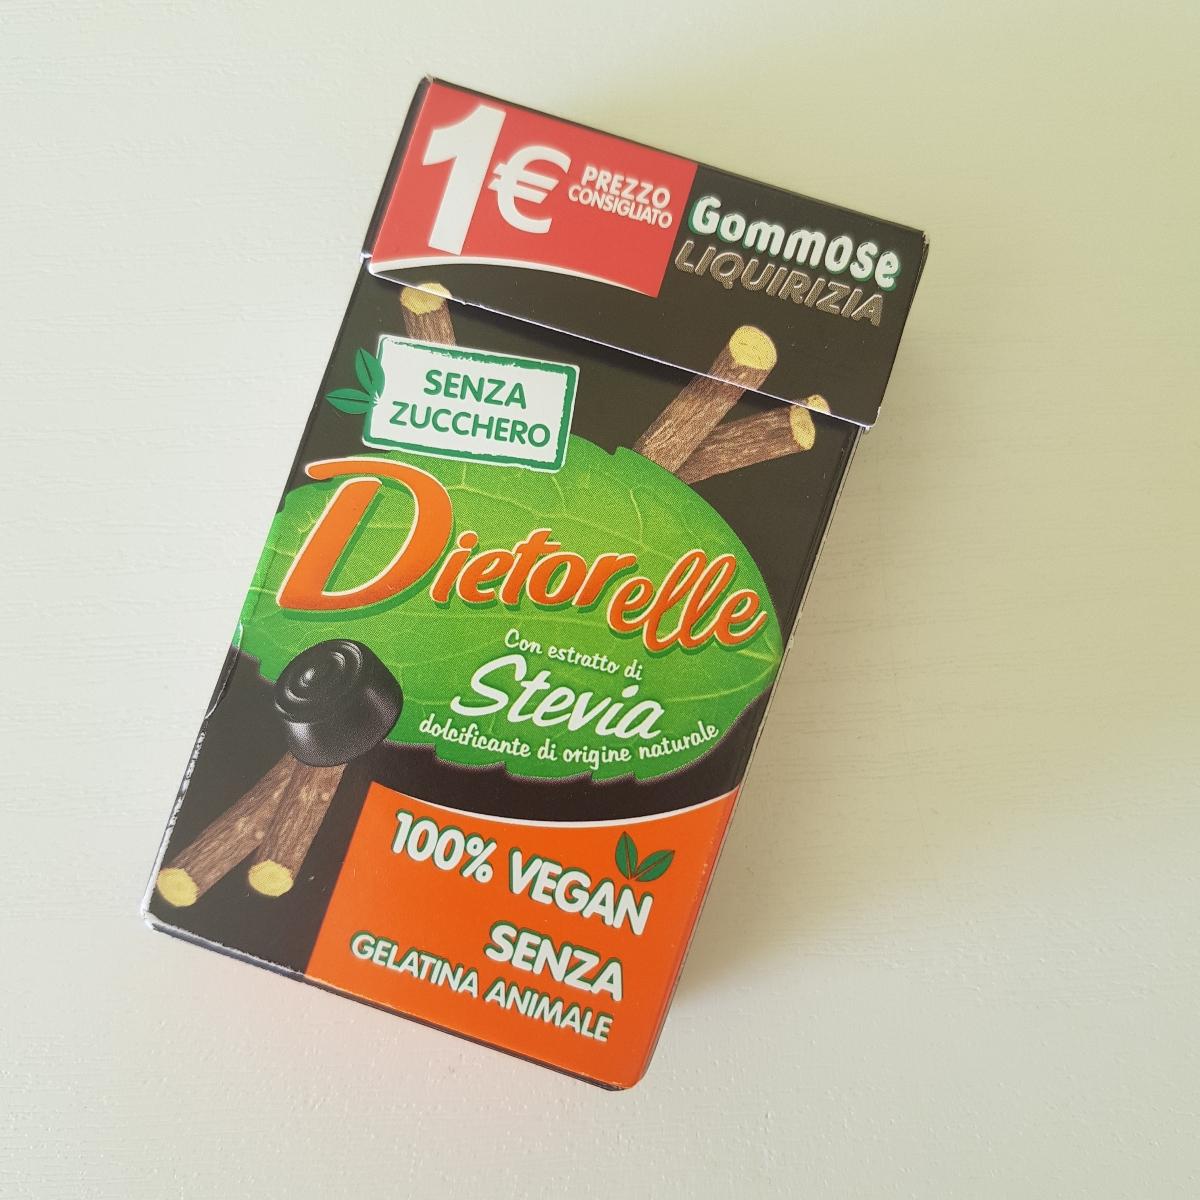 1€
PREZZO
CONSIGLIATO
Gommose
LIQUIRIZIA
SENZA
ZUCCHERO
Dietorelle
Con estratto di
Stevia
dolcificante di origine naturale
100% VEGAN
SENZA
GELATINA ANIMALE